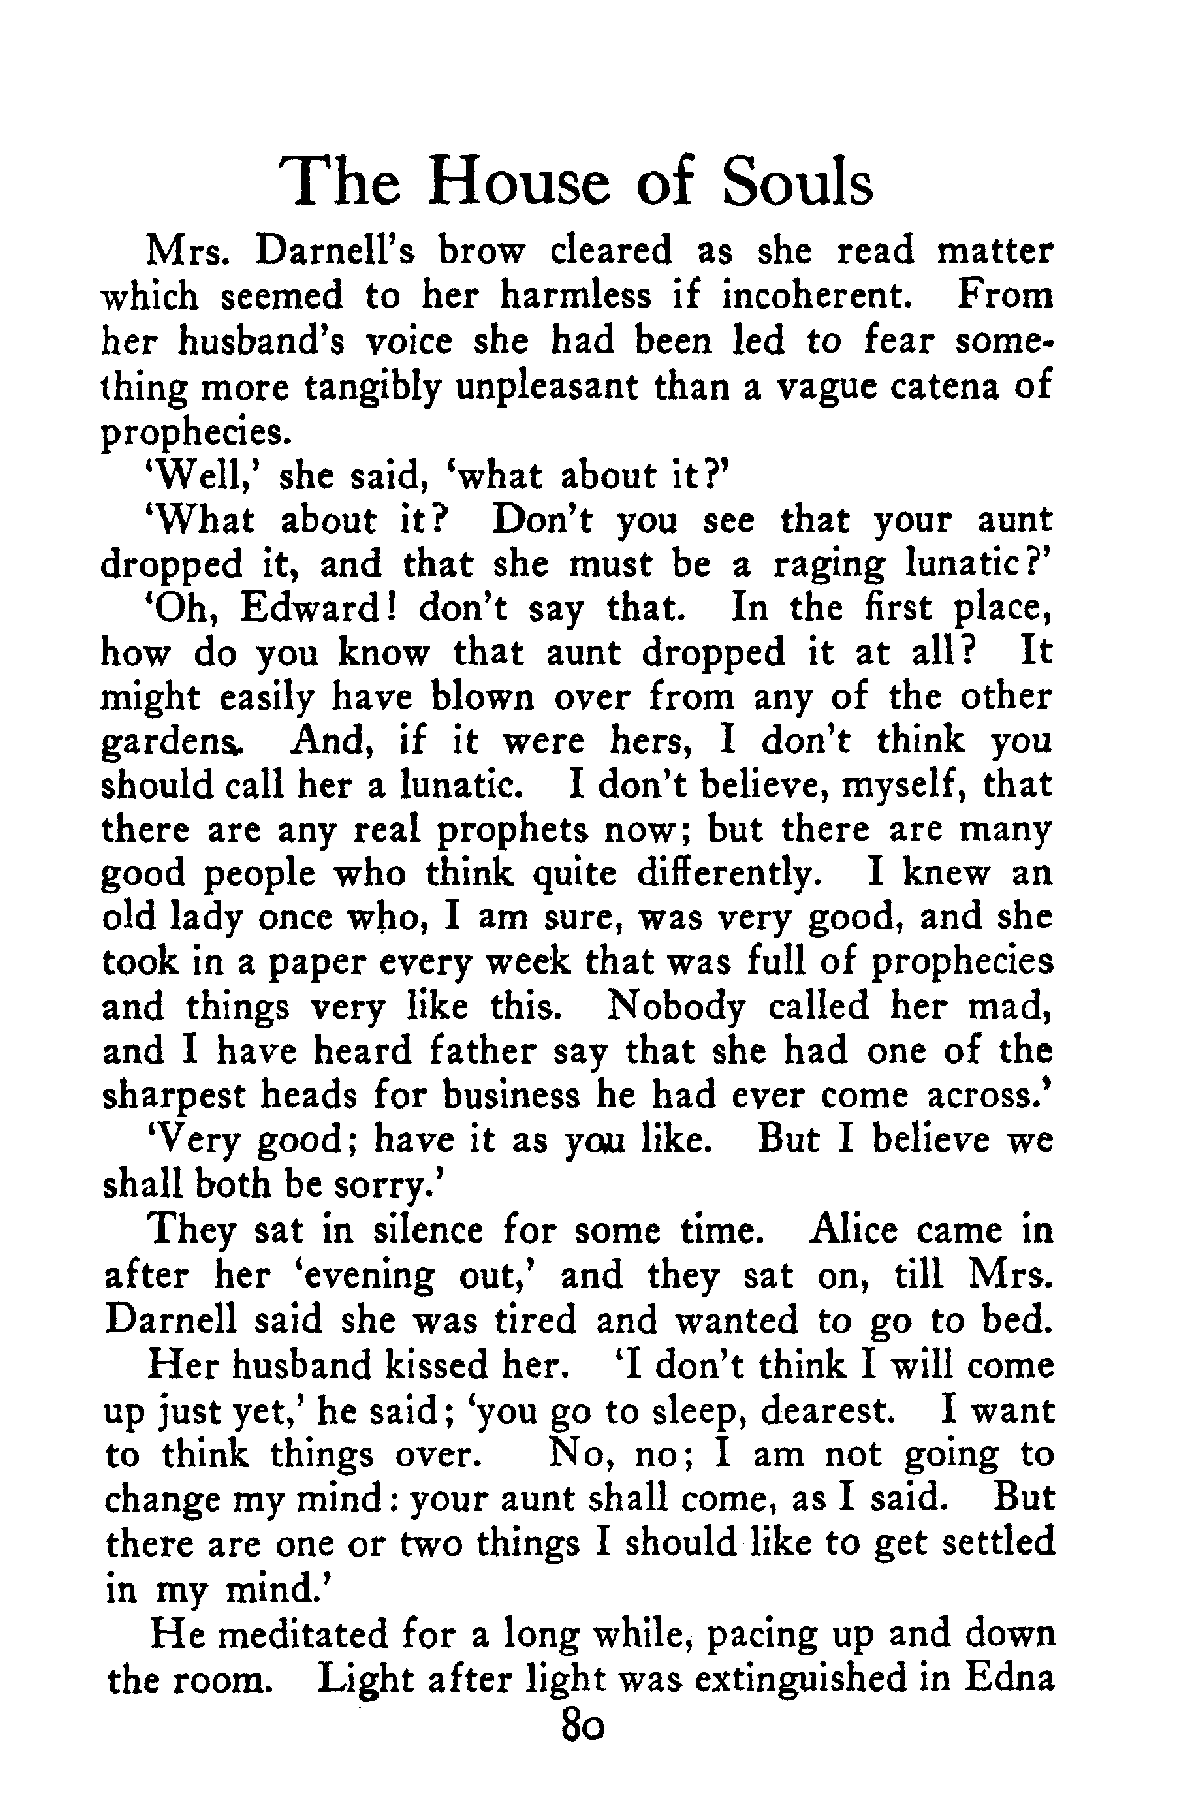 The House of Souls
Mrs. Darnell's brow cleared as she read matter
which seemed to her harmless if incoherent. From
her husband's voice she had been led to fear some-
thing more tangibly unpleasant than a vague catena of
prophecies.
'Well,' she said, 'what about it?'
'What about it? Don't you see that your aunt
dropped it, and that she must be a raging lunatic?'
'Oh, Edward! don't say that. In the first place,
how do you know that aunt dropped it at all? It
might easily have blown over from any of the other
gardens. And, if it were hers, I don't think you
should call her a lunatic. I don't believe, myself, that
there are any real prophets now; but there are many
good people who think quite differently. I knew an
old lady once who, I am sure, was very good, and she
took in a paper every week that was full of prophecies
and things very like this. Nobody called her mad,
and I have heard father say that she had one of the
sharpest heads for business he had ever come across.'
'Very good; have it as you like. But I believe we
shall both be sorry.'
They sat in silence for some time. Alice came in
after her 'evening out,' and they sat on, till Mrs.
Darnell said she was tired and wanted to go to bed.
Her husband kissed her. 'I don't think I will come
up just yet,' he said; 'you go to sleep, dearest. I want
to think things over. No, no; I am not going to
change my mind: your aunt shall come, as I said. But
there are one or two things I should like to get settled
in my mind.'
He meditated for a long while, pacing up and down
the room. Light after light was extinguished in Edna
80